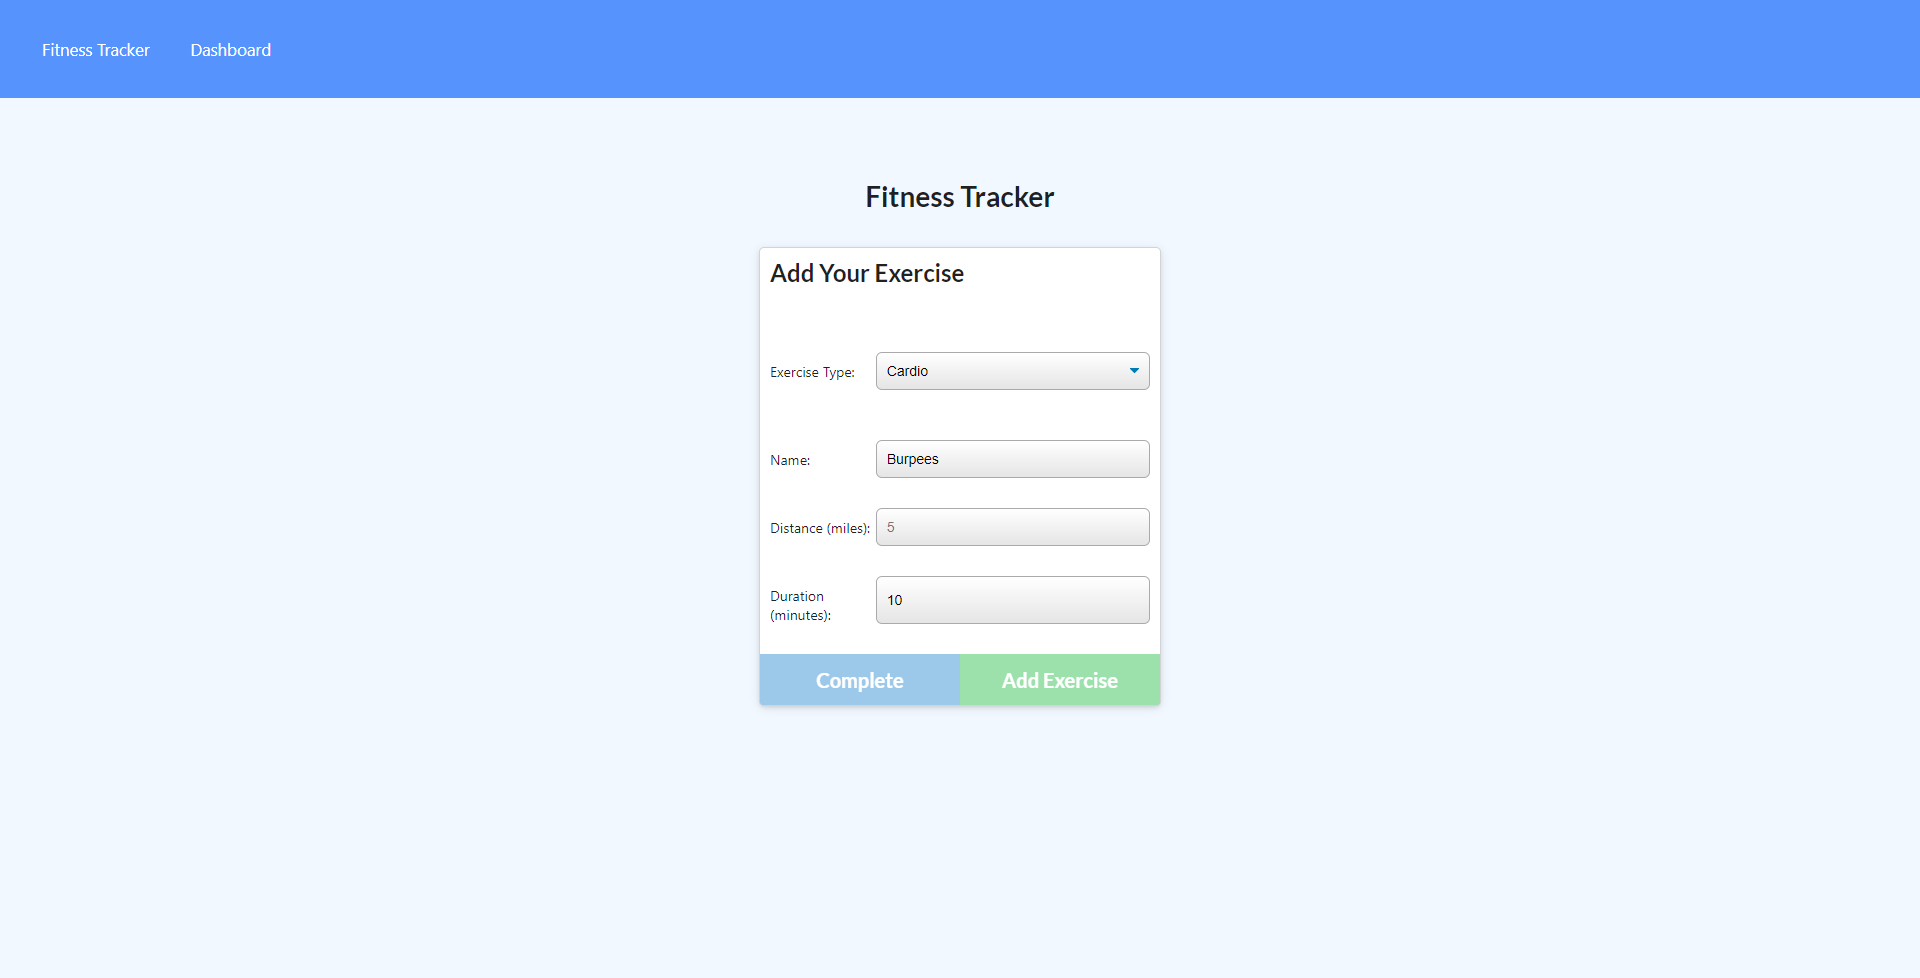 Fitness Tracker Dashboard
Fitness Tracker
Add Your Exercise
Exercise Type: Cardio
Name: Burpees
Distance (miles): 5
Duration
(minutes): 10
Complete Add Exercise